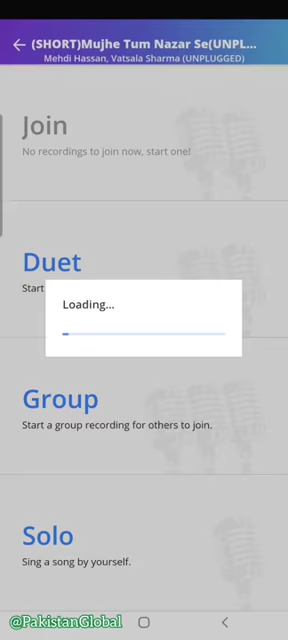 (SHORT)Mujhe Tum Nazar Se(UNPL...
Mehdi Hassan, Vatsala Sharma (UNPLUGGED)
Join
No recordings to join now, start one!
Duet
Start
Loading...
Group
Start a group recording for others to join.
Solo
Sing a song by yourself.
@PakistanGlobal